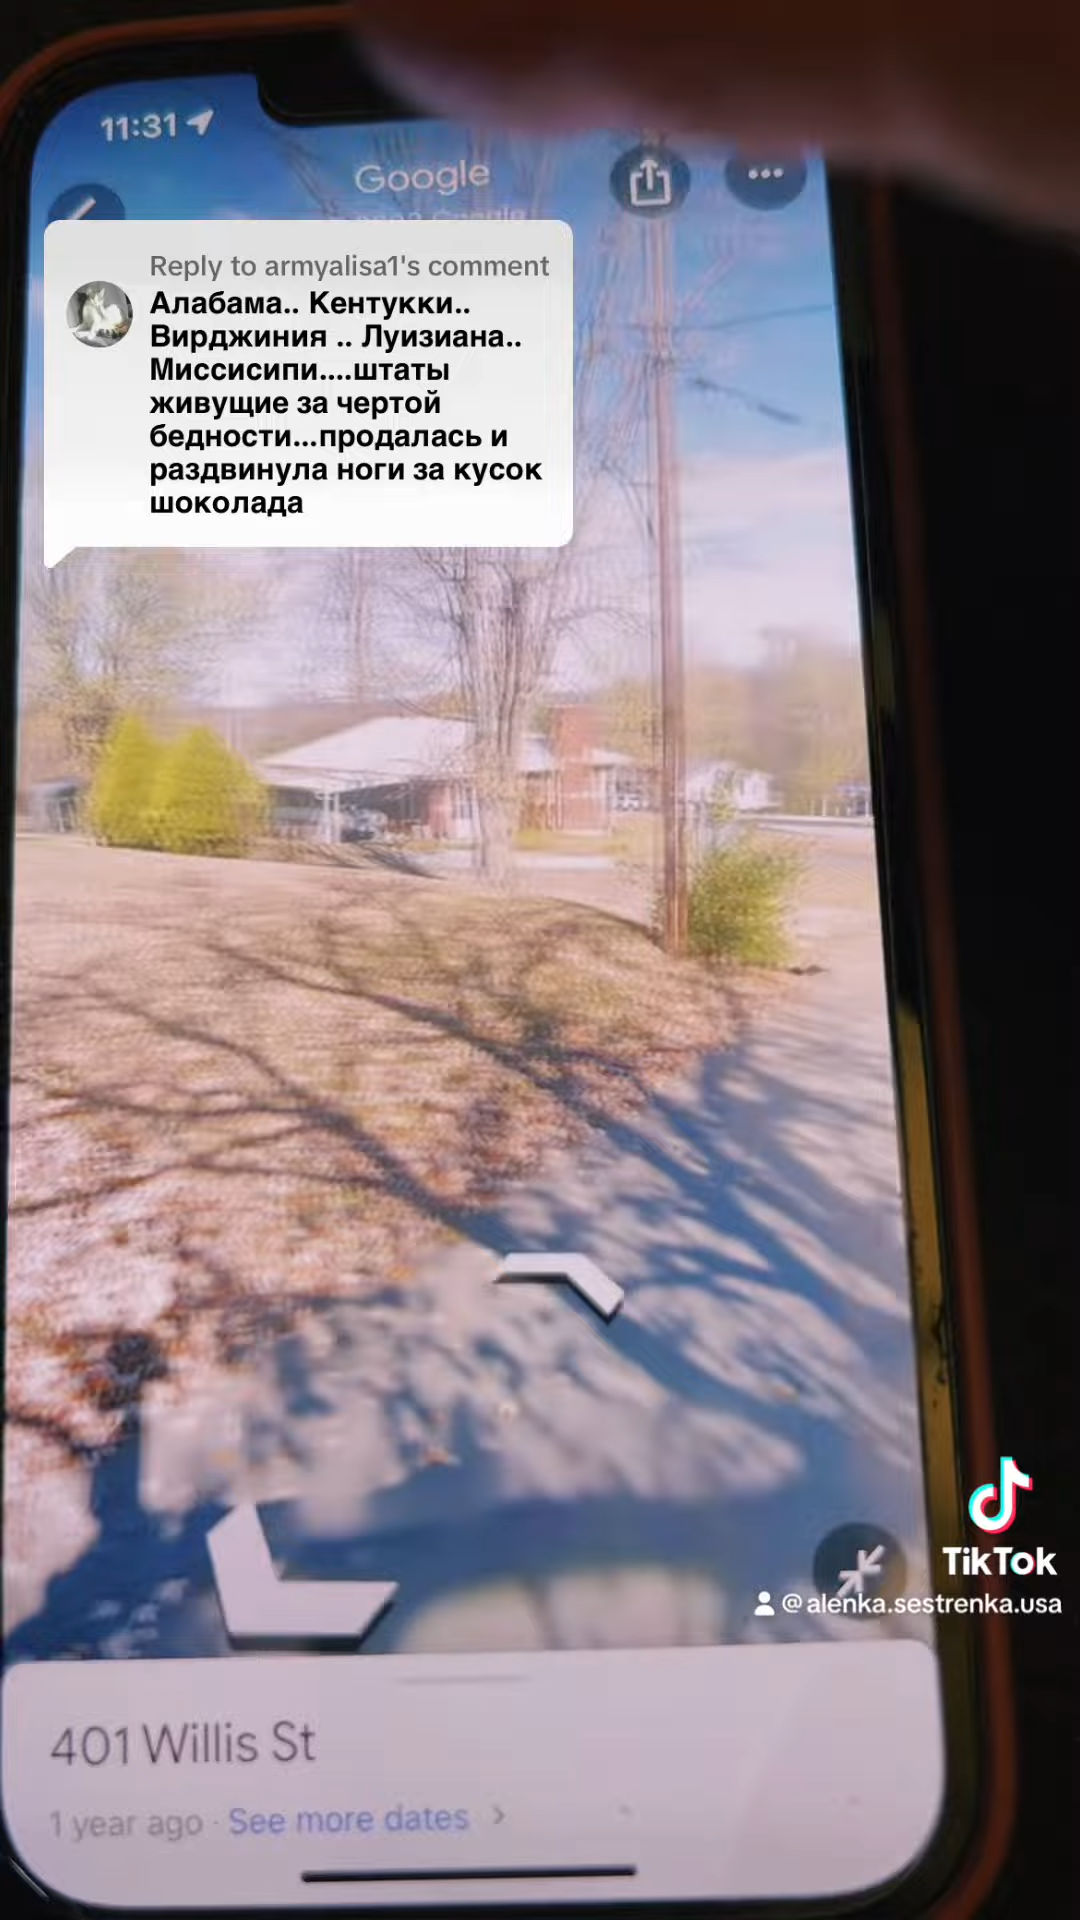 11:31
Google
Reply to armyalisa1's comment
Алабама.. Кентукки..
Вирджиния .. Луизиана..
Миссисипи....штаты
живущие за чертой
бедности...продалась и
раздвинула ноги за кусок
шоколада
TikTok
@alenka.sestrenka.usa
401 Willis St
1 year ago · See more dates >